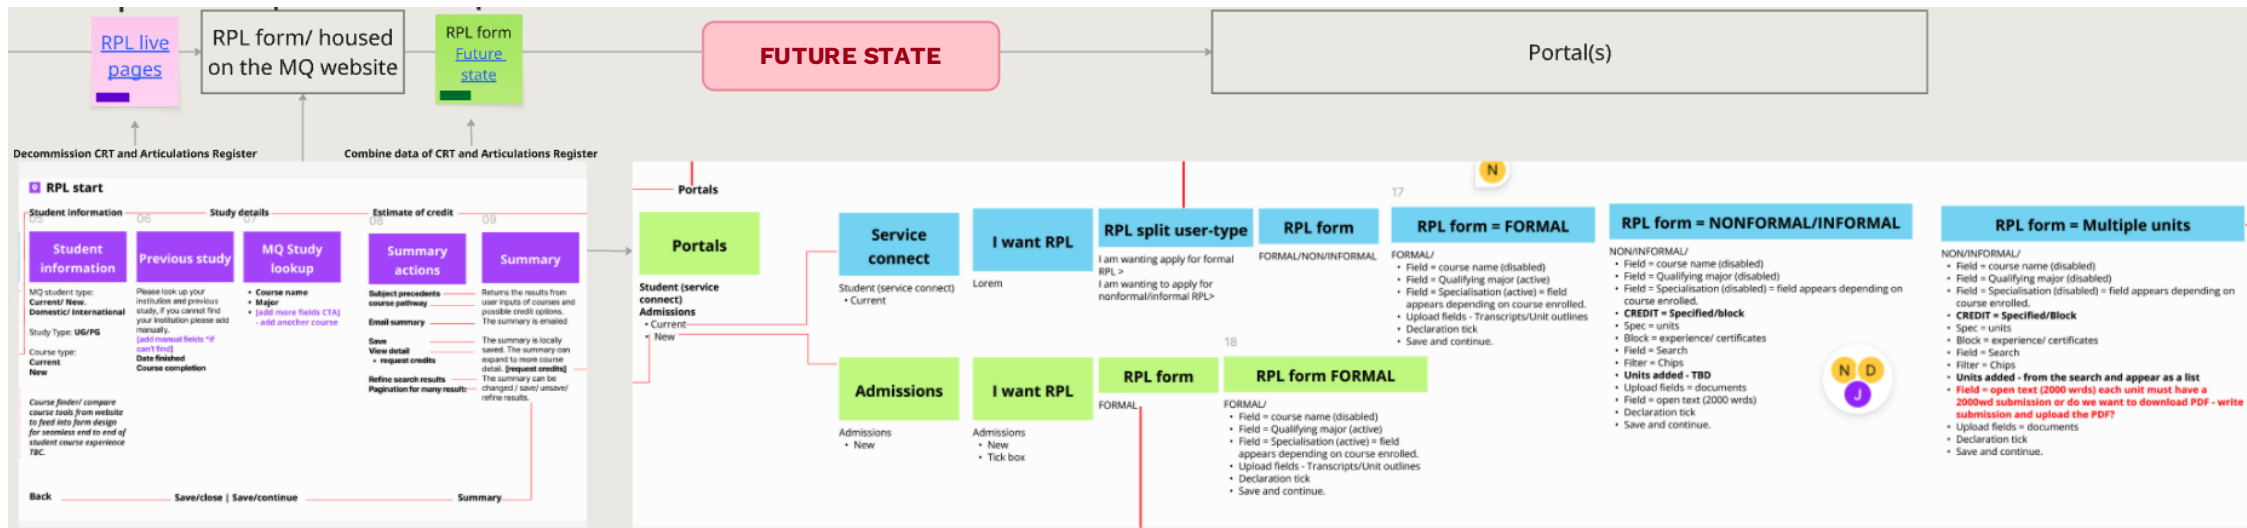 RPL live
pages
RPL form/ housed
on the MQ website
RPL form
Future
state
FUTURE STATE
Portal(s)
Decommission CRT and Articulations Register
Combine data of CRT and Articulations Register
RPL start
Student information
Study details
Estimate of credit
05
06
07
08
09
Student
information
Previous study
MQ Study
lookup
Summary
actions
Summary
MQ student type:
Current/ New.
Domestic/ International
Study Type: UG/PG
Course type:
Current
New
Course finder/ compare
course tools from website
to feed into form design
for seamless end to end of
student course experience
TBC.
Please look up your
institution and previous
study, if you cannot find
your institution please add
manually.
[add manual fields "if
can't find]
Date finished
Course completion
• Course name
• Major
• [add more fields CTA]
- add another course
Subject precedents
course pathway
Email summary
Save
View detail
• request credits
Refine search results
Pagination for many results
Returns the results from
user inputs of courses and
possible credit options.
The summary is emailed
The summary is locally
saved. The summary can
expand to more course
detail. [request credits]
The summary can be
changed / save/ unsave/
refine results.
Back
Save/close | Save/continue
Summary
Portals
Portals
Student (service
connect)
Admissions
• Current
• New
Service
connect
Student (service connect)
• Current
I want RPL
Lorem
RPL split user-type
I am wanting apply for formal
RPL >
I am wanting to apply for
nonformal/informal RPL>
RPL form
FORMAL/NON/INFORMAL
N
17
RPL form = FORMAL
FORMAL/
• Field = course name (disabled)
• Field = Qualifying major (active)
• Field = Specialisation (active) = field
appears depending on course enrolled.
• Upload fields - Transcripts/Unit outlines
• Declaration tick
• Save and continue.
RPL form = NONFORMAL/INFORMAL
NON/INFORMAL/
• Field = course name (disabled)
• Field = Qualifying major (disabled)
• Field = Specialisation (disabled) = field appears depending on
course enrolled.
• CREDIT = Specified/block
• Spec = units
• Block = experience/ certificates
• Field = Search
• Filter = Chips
• Units added - TBD
• Upload fields = documents
• Field = open text (2000 wrds)
• Declaration tick
• Save and continue.
N D
J
RPL form = Multiple units
NON/INFORMAL/
• Field = course name (disabled)
• Field = Qualifying major (disabled)
• Field = Specialisation (disabled) = field appears depending on
course enrolled.
• CREDIT = Specified/Block
• Spec = units
• Block = experience/ certificates
• Field = Search
• Filter = Chips
• Units added - from the search and appear as a list
• Field = open text (2000 wrds) each unit must have a
2000wd submission or do we want to download PDF - write
submission and upload the PDF?
• Upload fields = documents
• Declaration tick
• Save and continue.
Admissions
Admissions
• New
I want RPL
Admissions
• New
• Tick box
RPL form
FORMAL
18
RPL form FORMAL
FORMAL/
• Field = course name (disabled)
• Field = Qualifying major (active)
• Field = Specialisation (active) = field
appears depending on course enrolled.
• Upload fields - Transcripts/Unit outlines
• Declaration tick
• Save and continue.